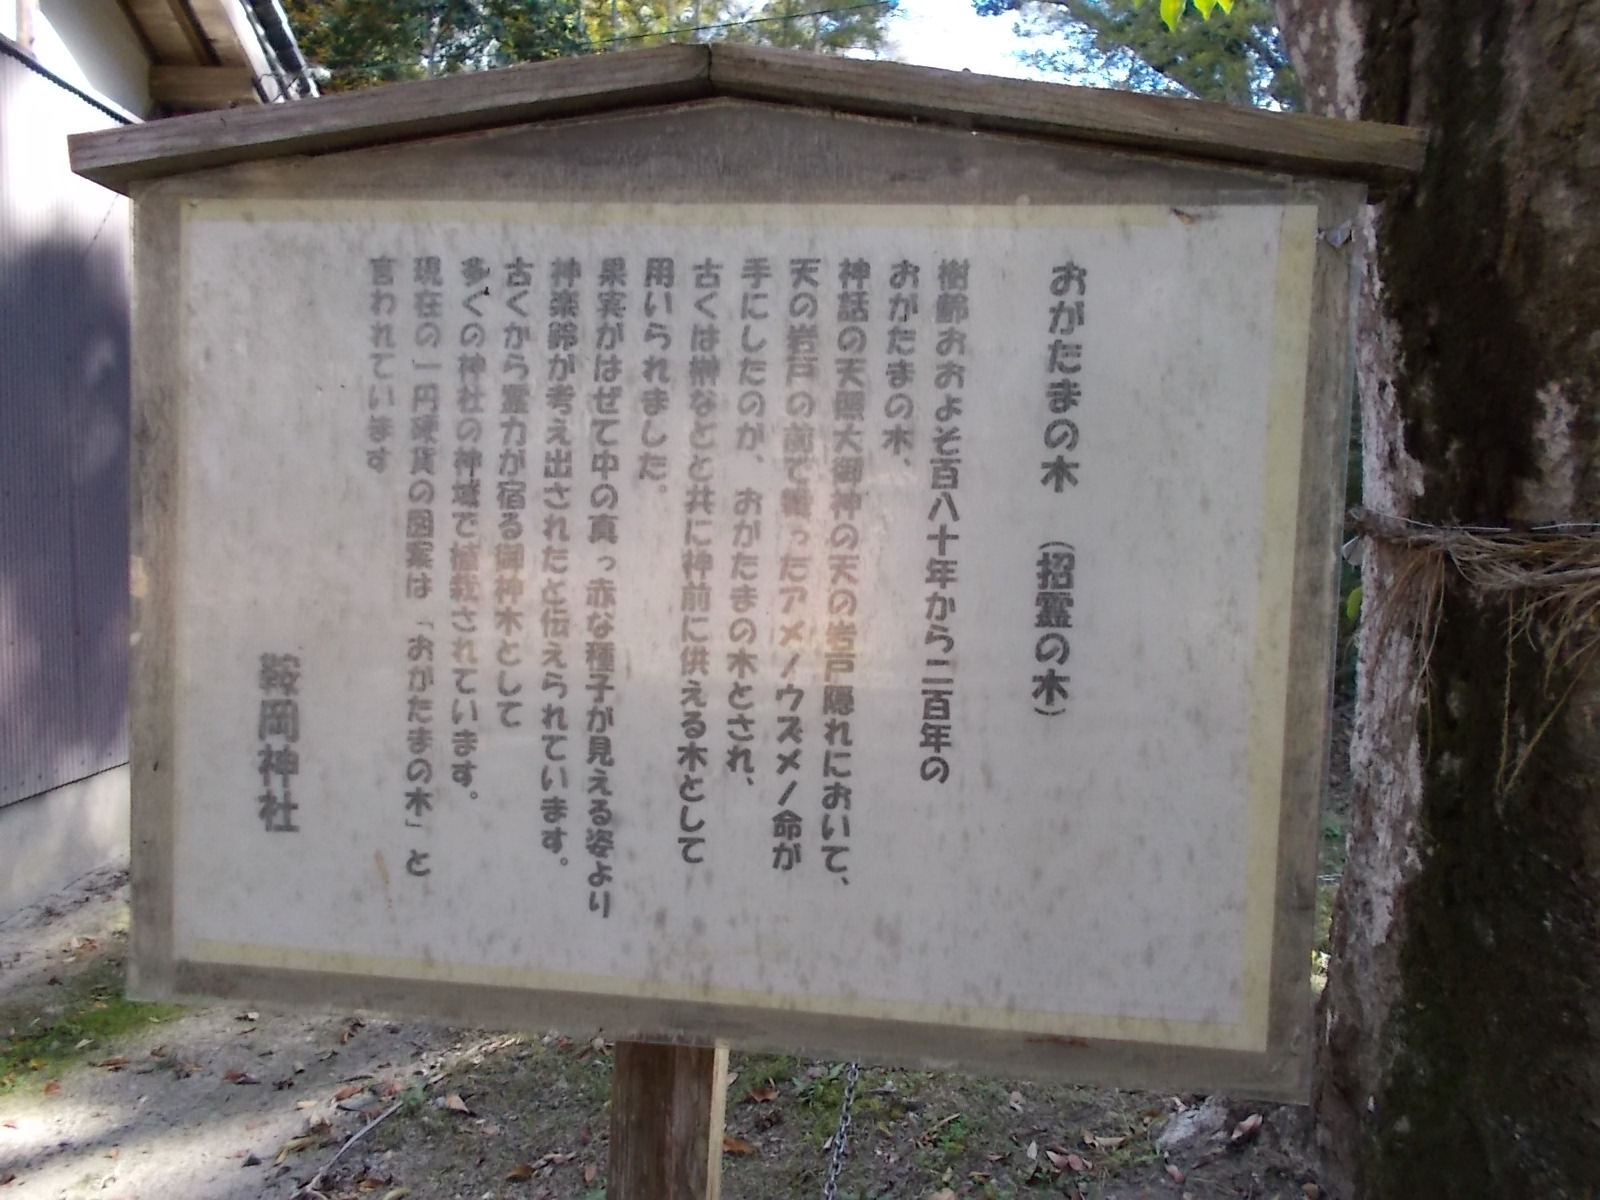 おがたまの木　（招霊の木）
樹齢おおよそ百八十年から二百年の
おがたまの木、
神話の天照大御神の天の岩戸隠れにおいて、
天の岩戸の前で舞ったアメノウズメノ命が
手にしたのが、おがたまの木とされ、
古くは榊などと共に神前に供える木として
用いられました。
果実がはぜて中の真っ赤な種子が見える姿より
神楽鈴が考え出されたと伝えられています。
古くから霊力が宿る御神木として
多くの神社の神域で植栽されています。
現在の一円硬貨の図案は「おがたまの木」と
言われています
鞍岡神社